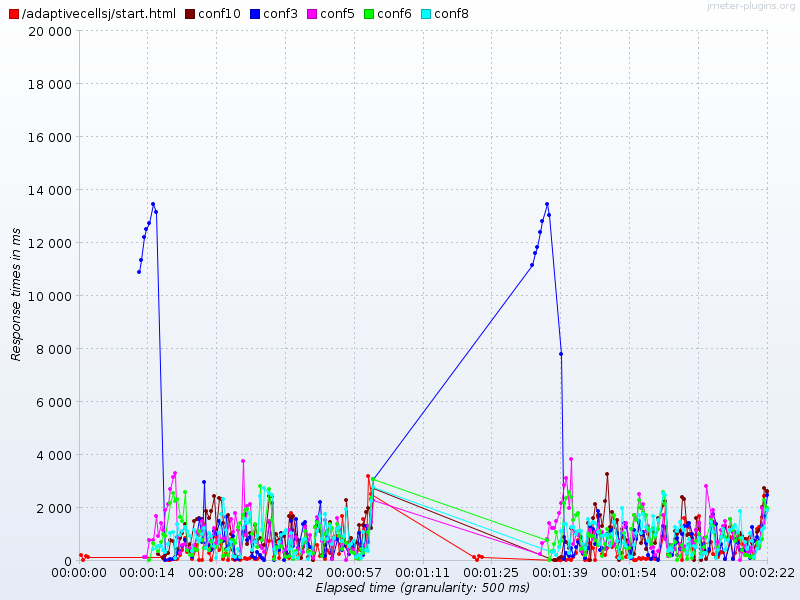 /adaptivecellsj/start.html conf10 conf3 conf5 conf6 conf8
jmeter-plugins.org
20 000
18 000
16 000
14 000
12 000
10 000
8 000
6 000
4 000
2 000
0
Response times in ms
00:00:00 00:00:14 00:00:28 00:00:42 00:00:57 00:01:11 00:01:25 00:01:39 00:01:54 00:02:08 00:02:22
Elapsed time (granularity: 500 ms)